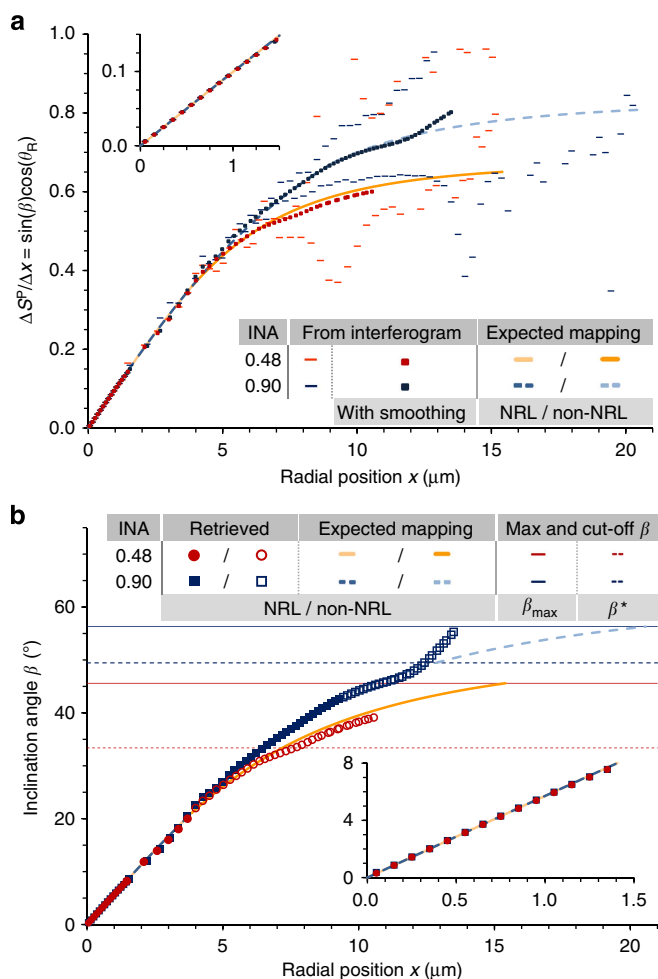 a
ΔSᴾ/Δx = sin(β)cos(θR)
1.0
0.8
0.6
0.4
0.2
0.0
0.1
0.0
0
1
INA
From interferogram
Expected mapping
0.48
/
0.90
/
With smoothing
NRL / non-NRL
0
5
10
15
20
Radial position x (μm)
b
INA
Retrieved
Expected mapping
Max and cut-off β
0.48
/
/
0.90
/
/
NRL / non-NRL
βmax
β*
Inclination angle β (°)
60
40
20
0
8
4
0
0.0
0.5
1.0
1.5
0
5
10
15
20
Radial position x (μm)